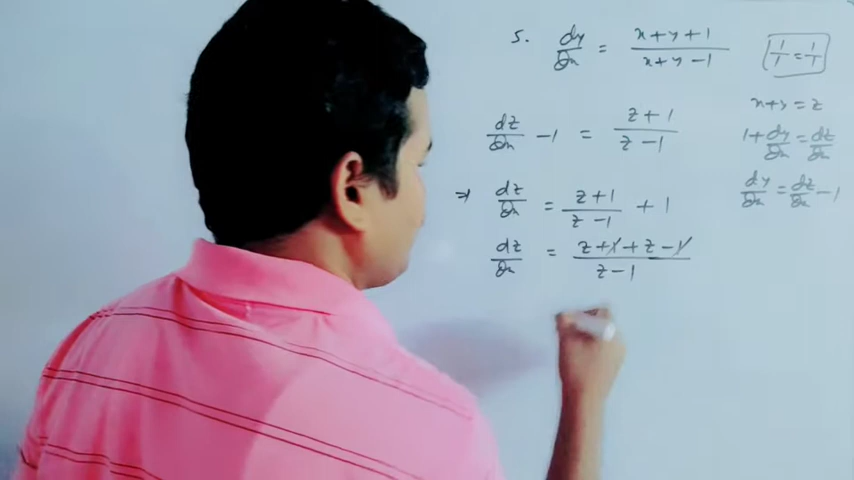 5. dy/dx = x+y+1/x+y-1
1/1 = 1/1
x+y = z
dz/dx - 1 = z+1/z-1
1 + dy/dx = dz/dx
⇒ dz/dx = z+1/z-1 + 1
dy/dx = dz/dx - 1
dz/dx = z+1+z-1/z-1